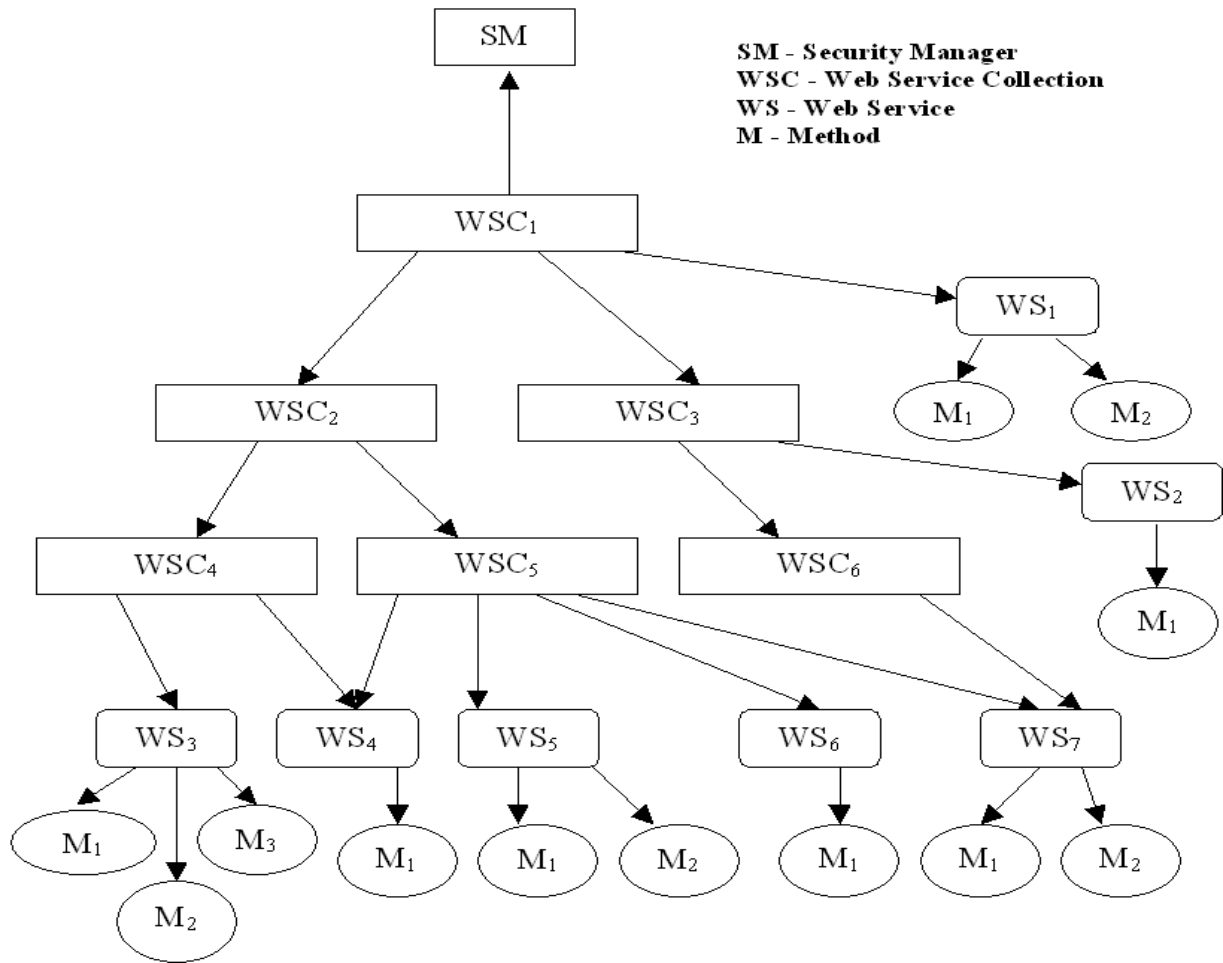 SM
SM - Security Manager
WSC - Web Service Collection
WS - Web Service
M - Method
WSC₁
WS₁
WSC₂
WSC₃
M₁
M₂
WS₂
WSC₄
WSC₅
WSC₆
M₁
WS₃
WS₄
WS₅
WS₆
WS₇
M₁
M₃
M₁
M₁
M₂
M₁
M₁
M₂
M₂